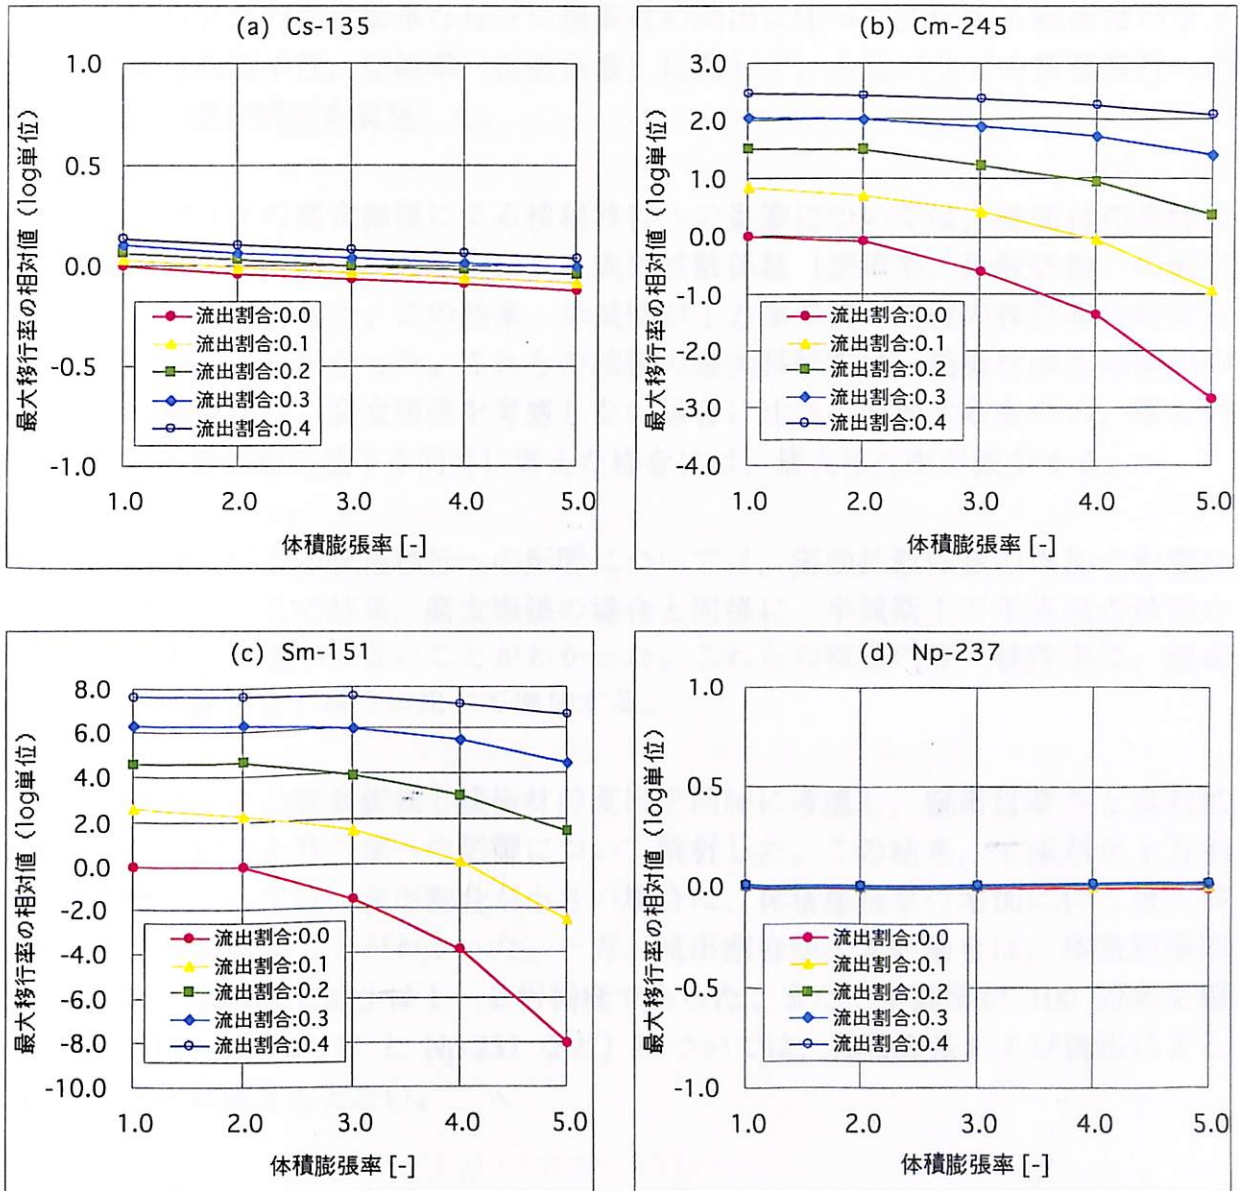 (a) Cs-135
最大移行率の相対値（log単位）
1.0
0.5
0.0
-0.5
-1.0
流出割合:0.0
流出割合:0.1
流出割合:0.2
流出割合:0.3
流出割合:0.4
1.0 2.0 3.0 4.0 5.0
体積膨張率 [-]
(b) Cm-245
最大移行率の相対値（log単位）
3.0
2.0
1.0
0.0
-1.0
-2.0
-3.0
-4.0
流出割合:0.0
流出割合:0.1
流出割合:0.2
流出割合:0.3
流出割合:0.4
1.0 2.0 3.0 4.0 5.0
体積膨張率 [-]
(c) Sm-151
最大移行率の相対値（log単位）
8.0
6.0
4.0
2.0
0.0
-2.0
-4.0
-6.0
-8.0
-10.0
流出割合:0.0
流出割合:0.1
流出割合:0.2
流出割合:0.3
流出割合:0.4
1.0 2.0 3.0 4.0 5.0
体積膨張率 [-]
(d) Np-237
最大移行率の相対値（log単位）
1.0
0.5
0.0
-0.5
-1.0
流出割合:0.0
流出割合:0.1
流出割合:0.2
流出割合:0.3
流出割合:0.4
1.0 2.0 3.0 4.0 5.0
体積膨張率 [-]